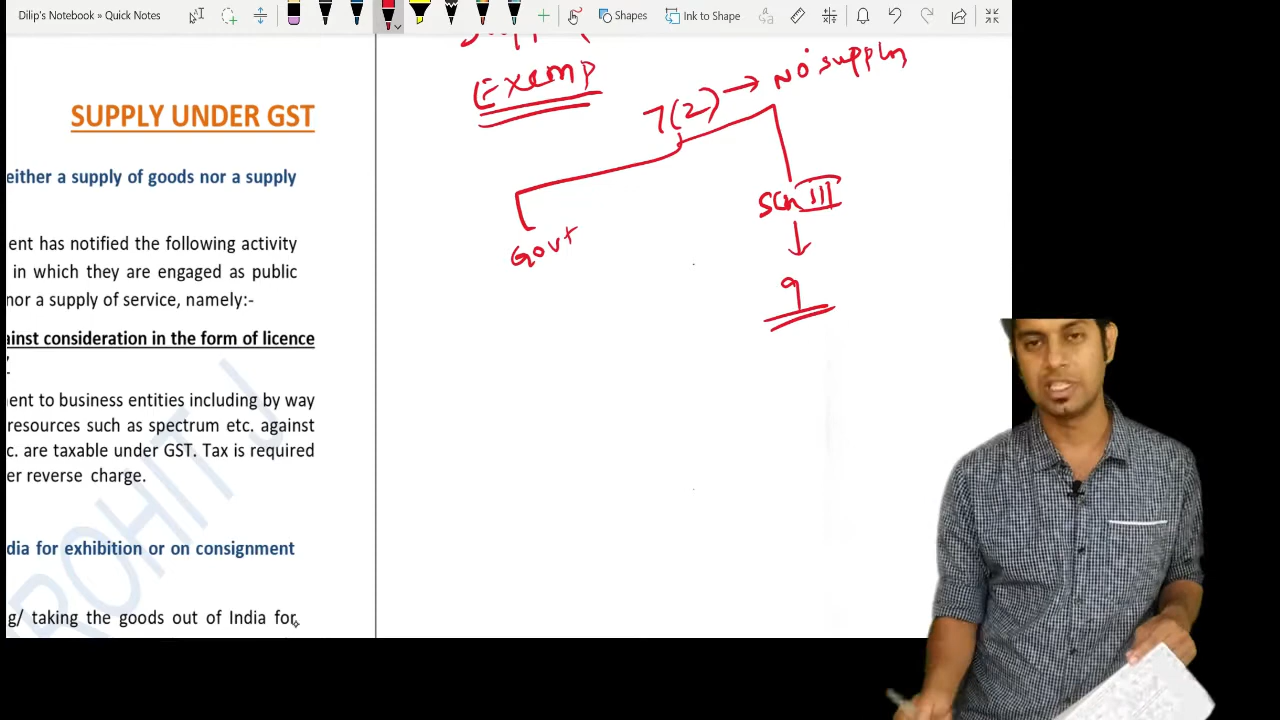 Dilip's Notebook » Quick Notes
Shapes
Ink to Shape
SUPPLY UNDER GST
either a supply of goods nor a supply
ent has notified the following activity
in which they are engaged as public
nor a supply of service, namely:-
ainst consideration in the form of licence
ent to business entities including by way
resources such as spectrum etc. against
c. are taxable under GST. Tax is required
er reverse charge.
dia for exhibition or on consignment
g/ taking the goods out of India for
ROHIT J
Exemp
7(2) → No supply
Sch III
Govt
9